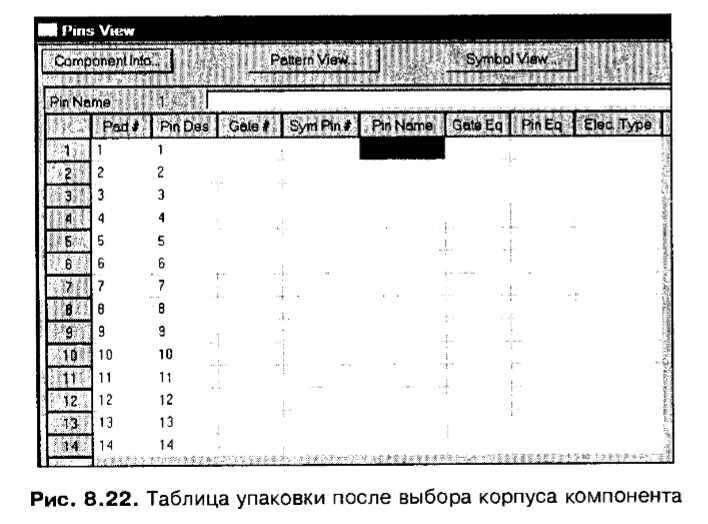 Pins View
Component Info... Pattern View... Symbol View...
Pin Name 1
Pad # Pin Des Gate # Sym Pin # Pin Name Gate Eq Pin Eq Elec. Type
1 1 1
2 2 2
3 3 3
4 4 4
5 5 5
6 6 6
7 7 7
8 8 8
9 9 9
10 10 10
11 11 11
12 12 12
13 13 13
14 14 14
Рис. 8.22. Таблица упаковки после выбора корпуса компонента